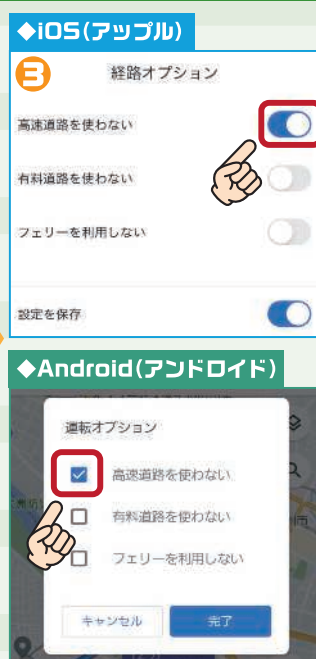 ◆iOS(アップル)
3
経路オプション
高速道路を使わない
有料道路を使わない
フェリーを利用しない
設定を保存
◆Android(アンドロイド)
運転オプション
高速道路を使わない
有料道路を使わない
フェリーを利用しない
キャンセル
完了